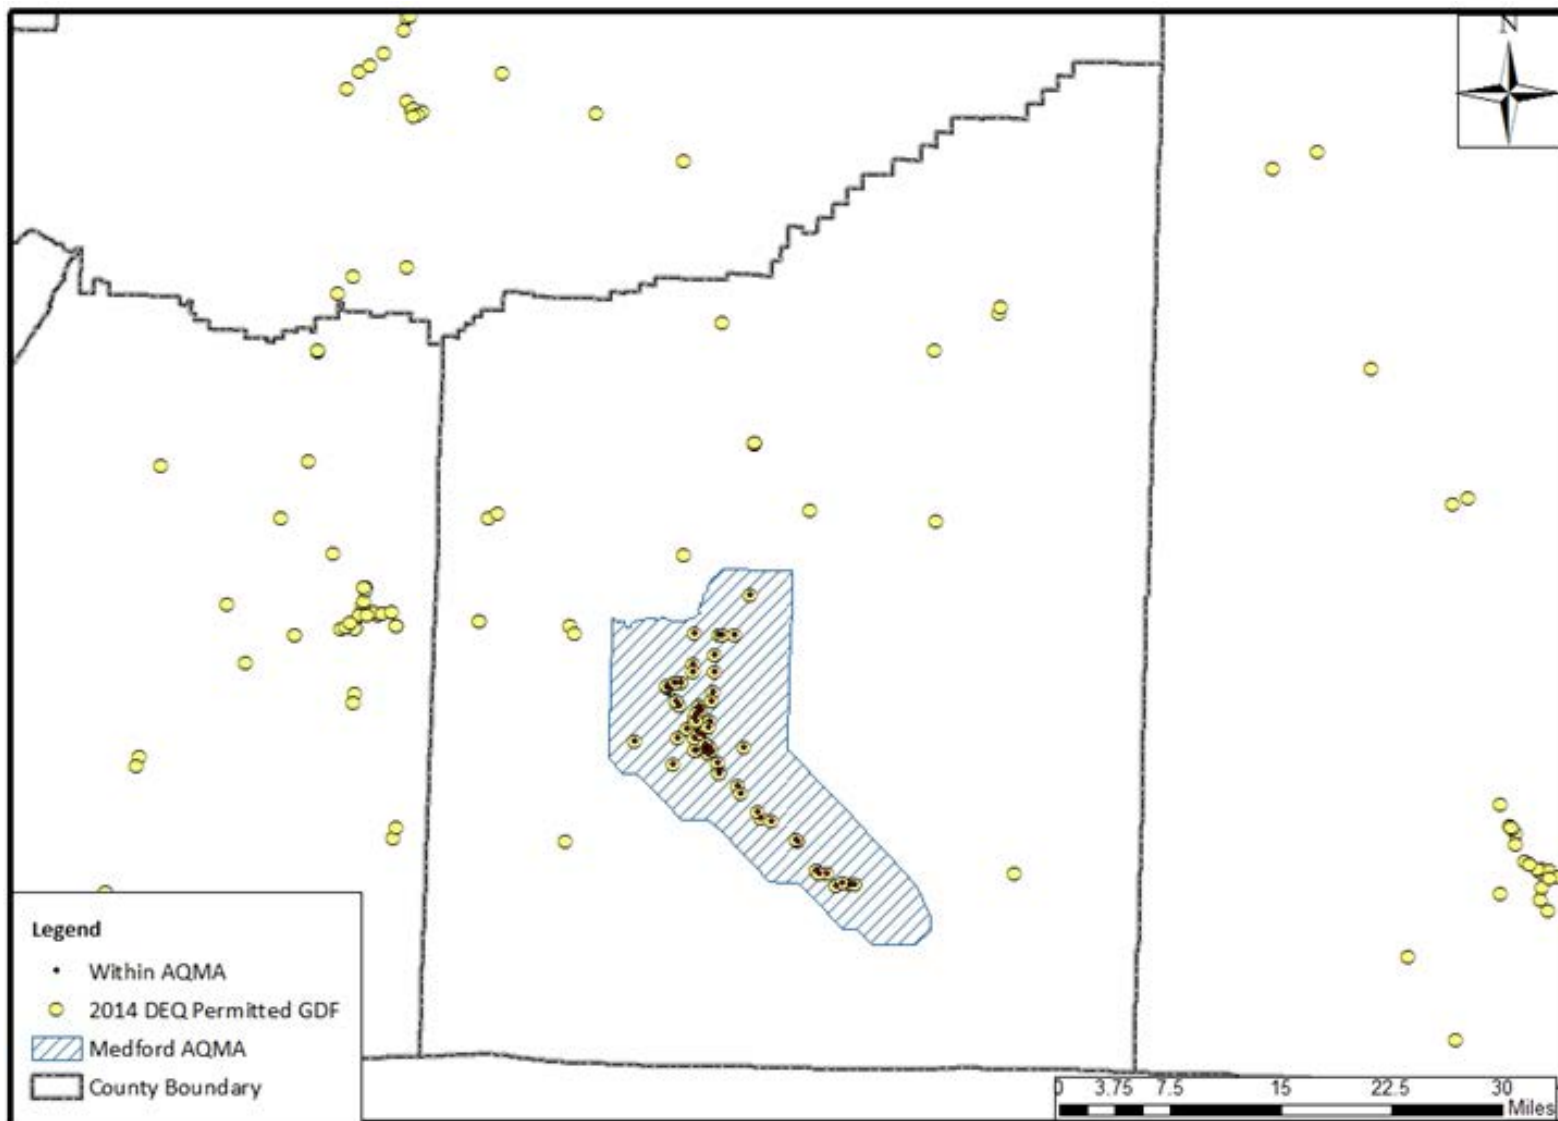 N
Legend
Within AQMA
2014 DEQ Permitted GDF
Medford AQMA
County Boundary
0 3.75 7.5 15 22.5 30
Miles